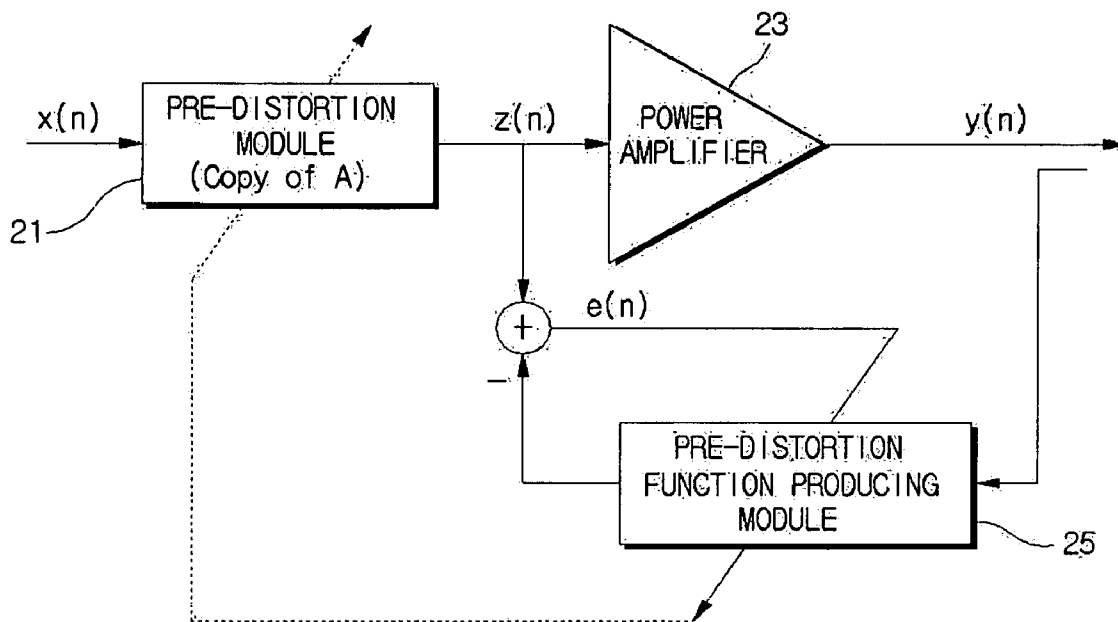 23
x(n)
PRE-DISTORTION
MODULE
(Copy of A)
z(n)
POWER
AMPLIFIER
y(n)
21
+
e(n)
−
PRE-DISTORTION
FUNCTION PRODUCING
MODULE
25